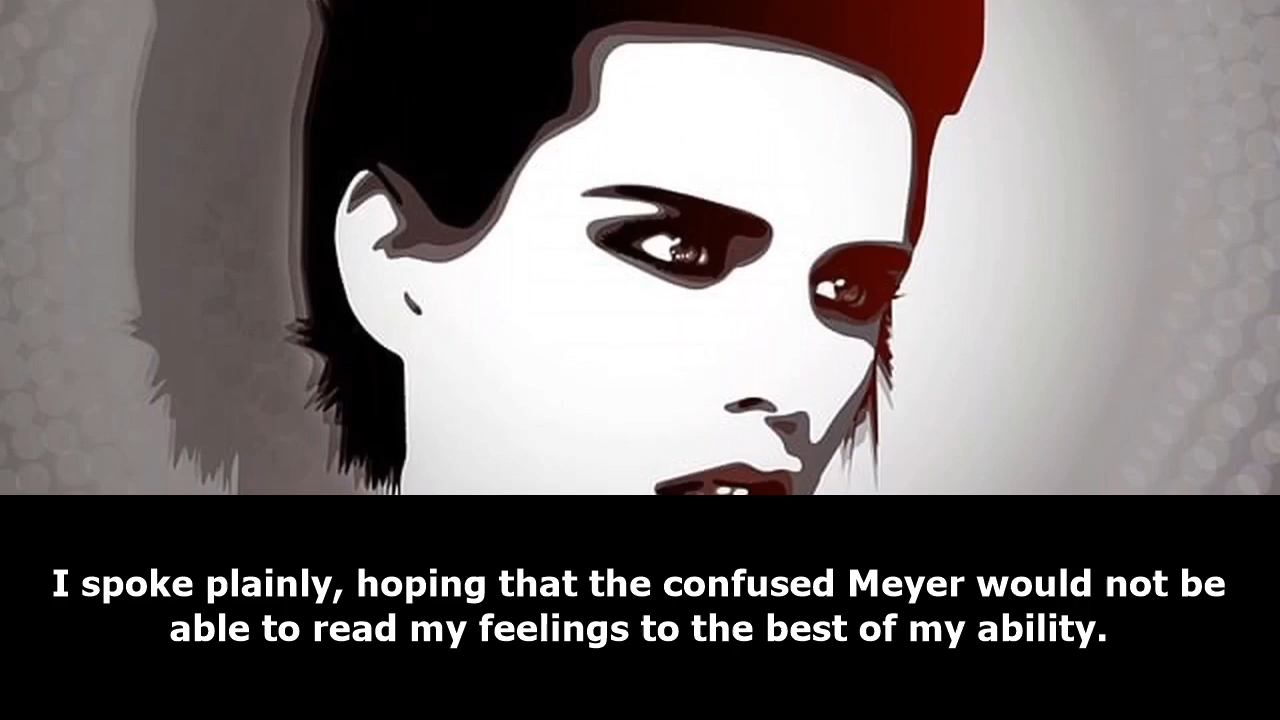 I spoke plainly, hoping that the confused Meyer would not be
able to read my feelings to the best of my ability.